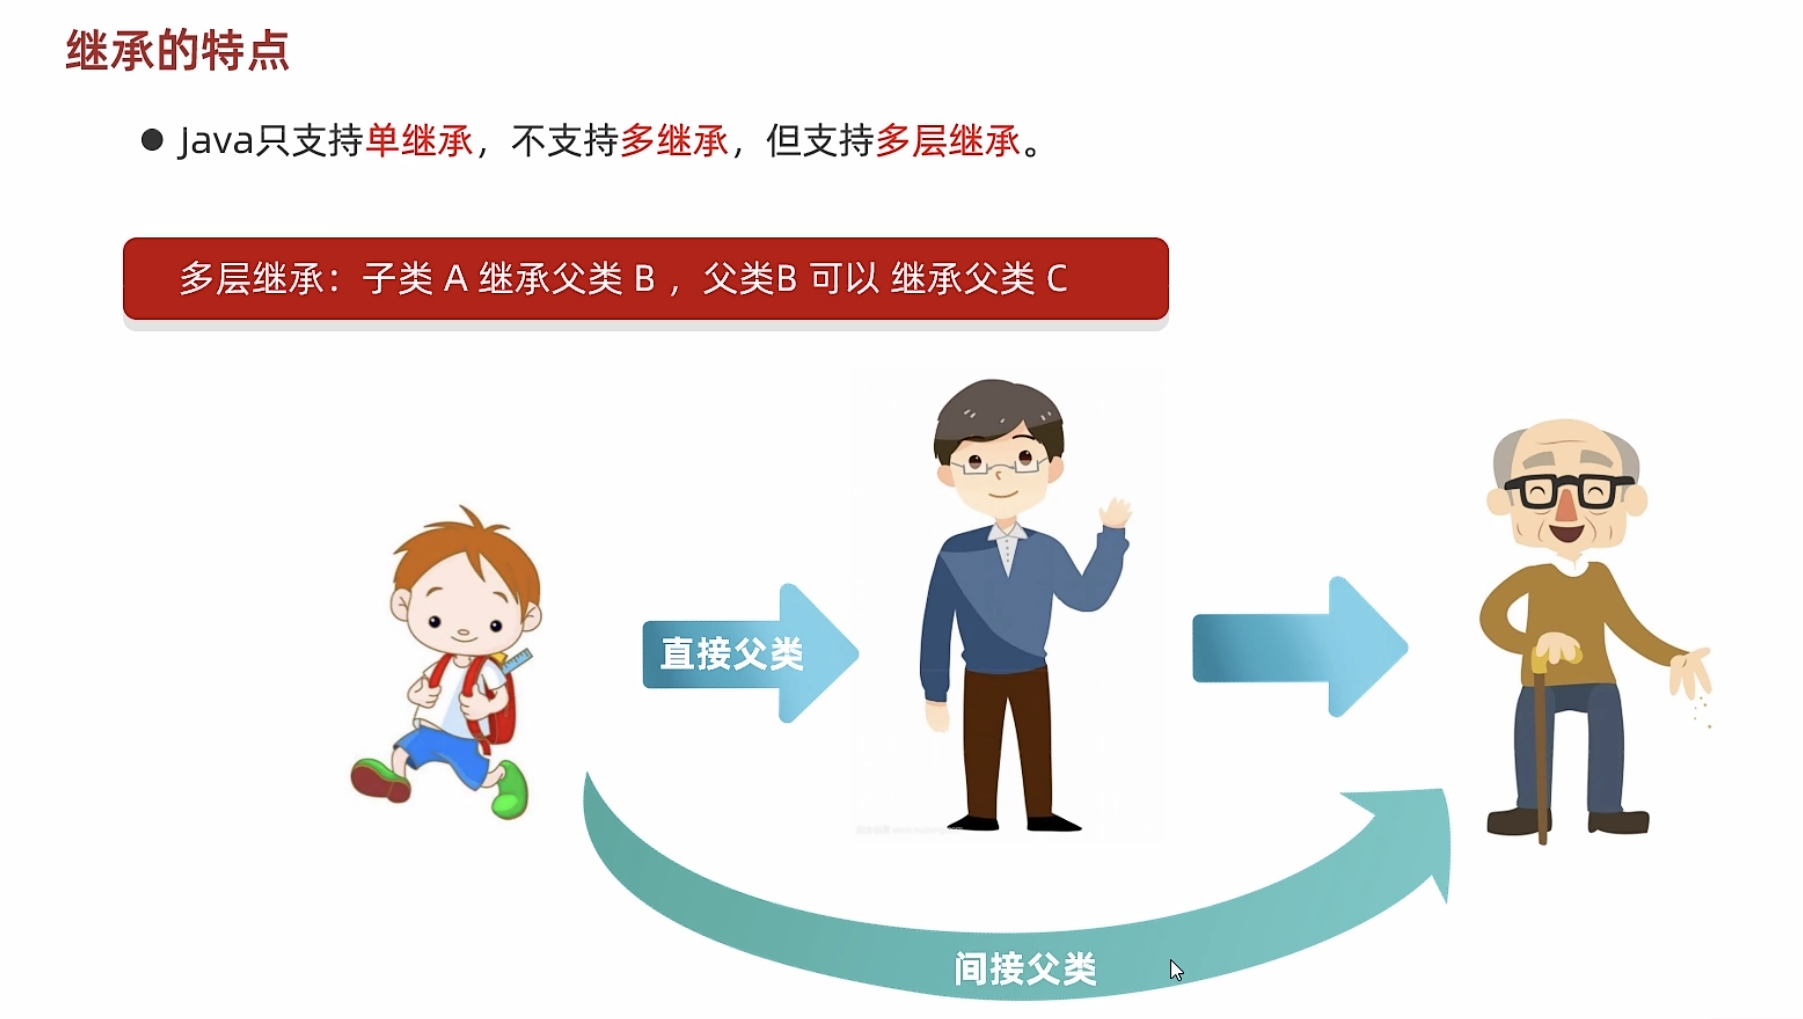 继承的特点
● Java只支持单继承，不支持多继承，但支持多层继承。
多层继承：子类 A 继承父类 B ，父类B 可以 继承父类 C
直接父类
间接父类